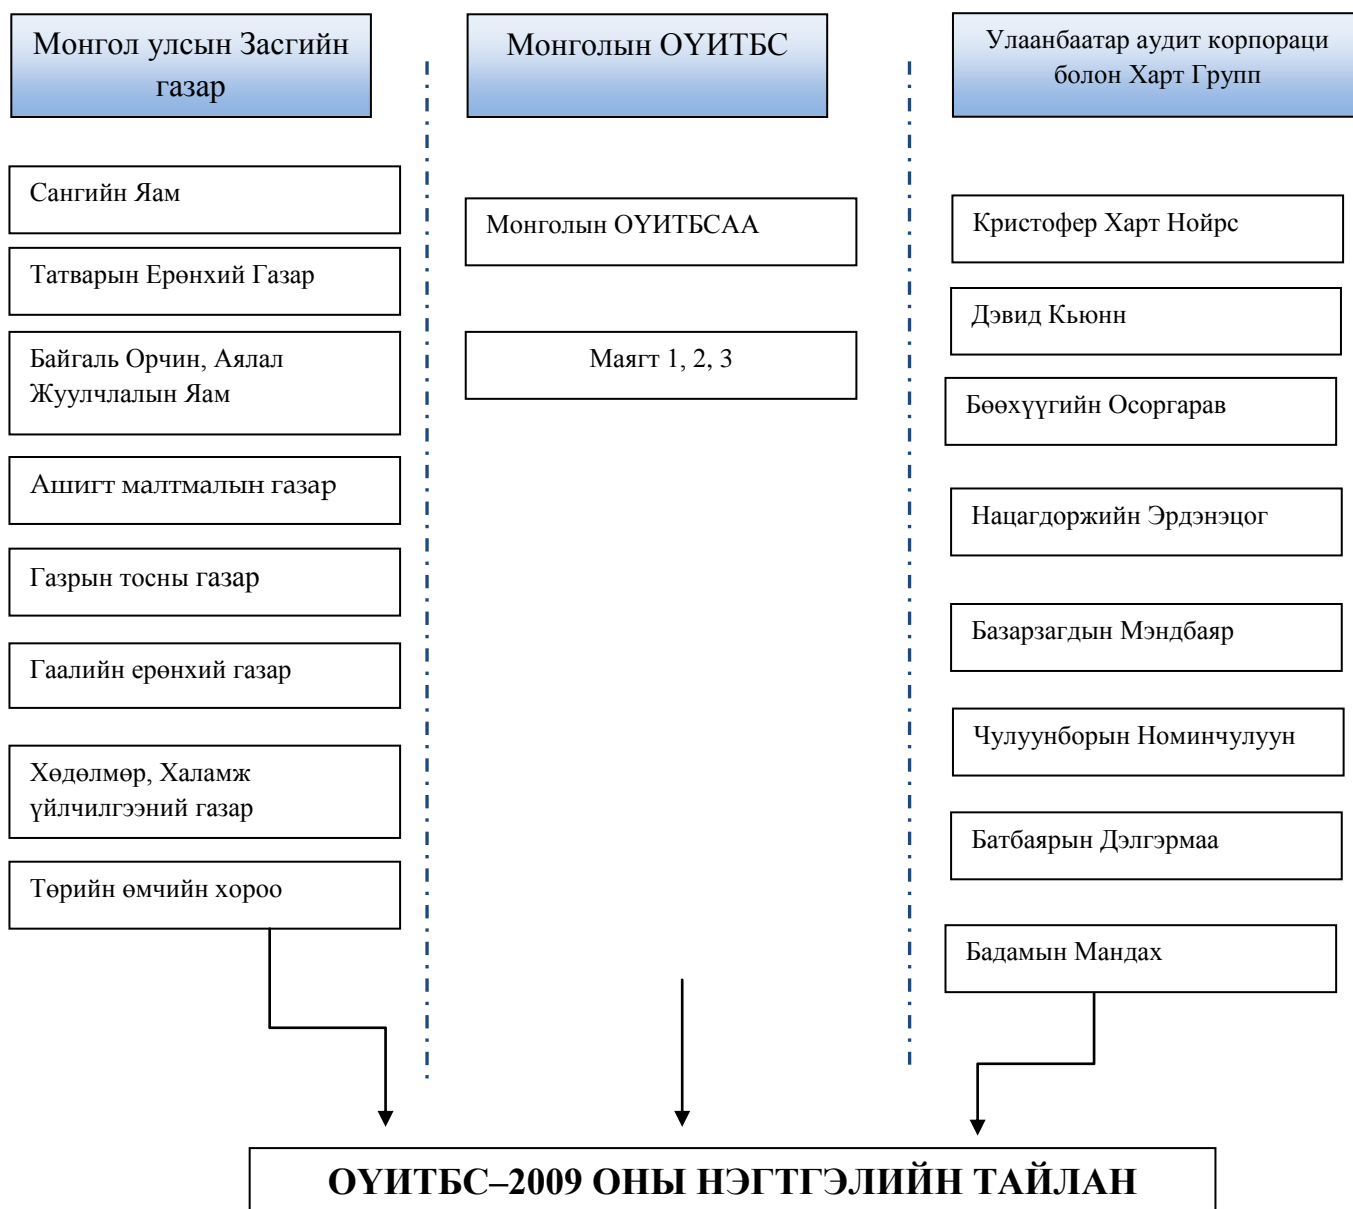 Монгол улсын Засгийн
газар
Сангийн Яам
Татварын Ерөнхий Газар
Байгаль Орчин, Аялал
Жуулчлалын Яам
Ашигт малтмалын газар
Газрын тосны газар
Гаалийн ерөнхий газар
Хөдөлмөр, Халамж
үйлчилгээний газар
Төрийн өмчийн хороо
Монголын ОҮИТБС
Монголын ОҮИТБСАА
Маягт 1, 2, 3
Улаанбаатар аудит корпораци
болон Харт Групп
Кристофер Харт Нойрс
Дэвид Кьюнн
Бөөхүүгийн Осоргарав
Нацагдоржийн Эрдэнэцог
Базарзагдын Мэндбаяр
Чулуунборын Номинчулуун
Батбаярын Дэлгэрмаа
Бадамын Мандах
ОҮИТБС–2009 ОНЫ НЭГТГЭЛИЙН ТАЙЛАН